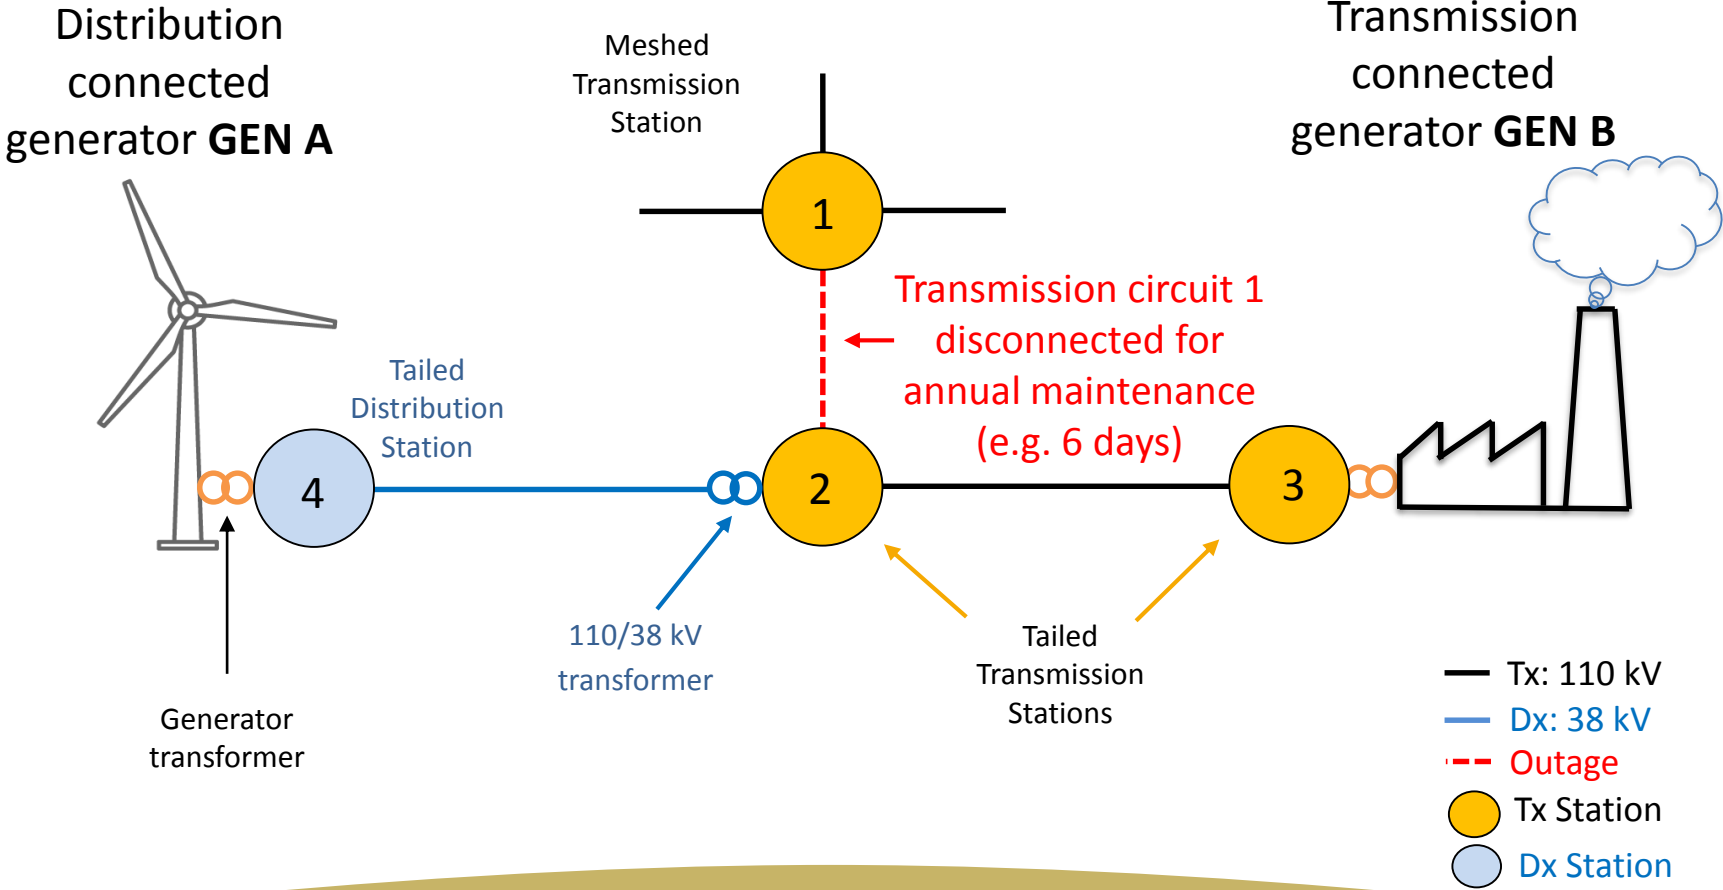 Distribution
connected
generator GEN A
Meshed
Transmission
Station
Transmission
connected
generator GEN B
1
Transmission circuit 1
disconnected for
annual maintenance
(e.g. 6 days)
Tailed
Distribution
Station
4
2
3
110/38 kV
transformer
Tailed
Transmission
Stations
Generator
transformer
Tx: 110 kV
Dx: 38 kV
Outage
Tx Station
Dx Station